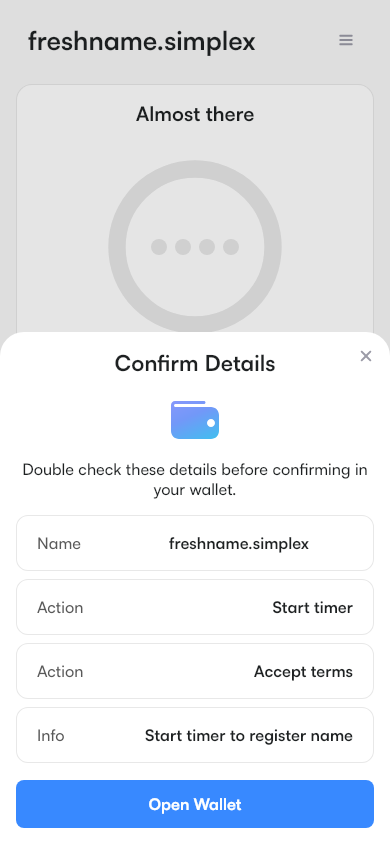 freshname.simplex
Almost there
Confirm Details
Double check these details before confirming in
your wallet.
Name freshname.simplex
Action Start timer
Action Accept terms
Info Start timer to register name
Open Wallet